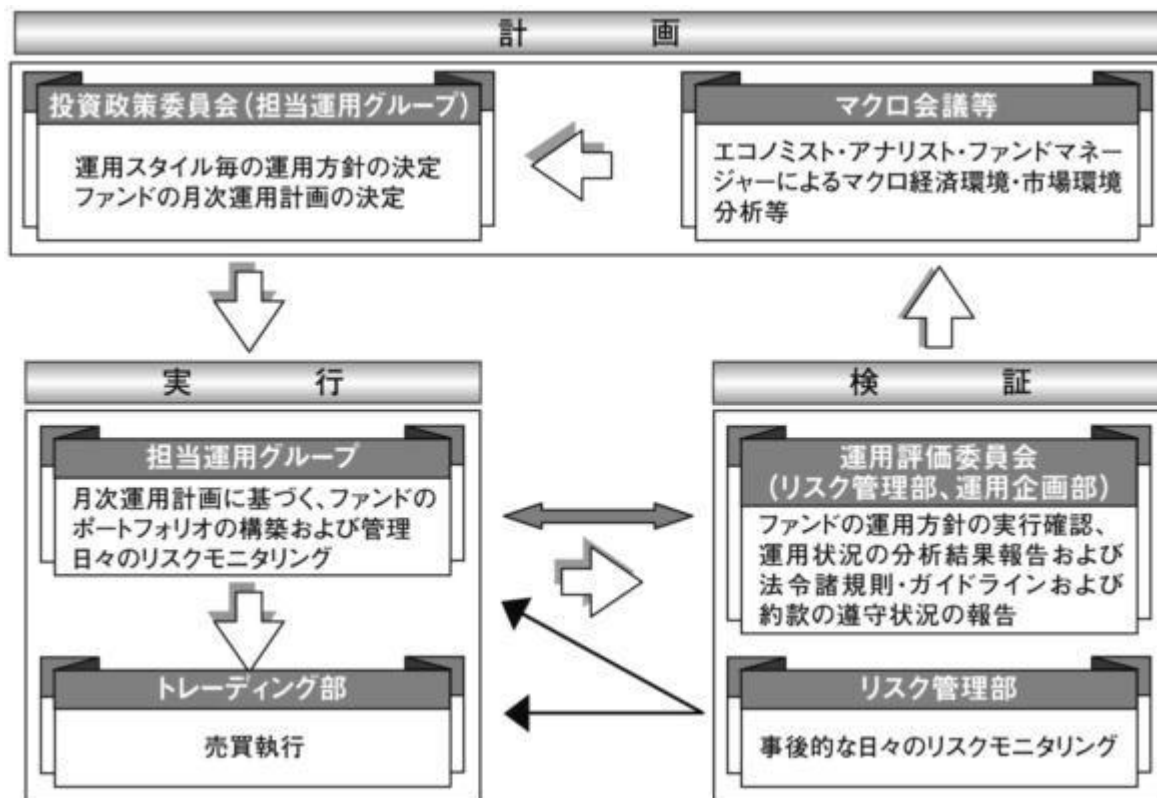 計画
投資政策委員会(担当運用グループ)
運用スタイル毎の運用方針の決定
ファンドの月次運用計画の決定
マクロ会議等
エコノミスト・アナリスト・ファンドマネー
ジャーによるマクロ経済環境・市場環境
分析等
実行
担当運用グループ
月次運用計画に基づく、ファンドの
ポートフォリオの構築および管理
日々のリスクモニタリング
トレーディング部
売買執行
検証
運用評価委員会
(リスク管理部、運用企画部)
ファンドの運用方針の実行確認、
運用状況の分析結果報告および
法令諸規則・ガイドラインおよび
約款の遵守状況の報告
リスク管理部
事後的な日々のリスクモニタリング